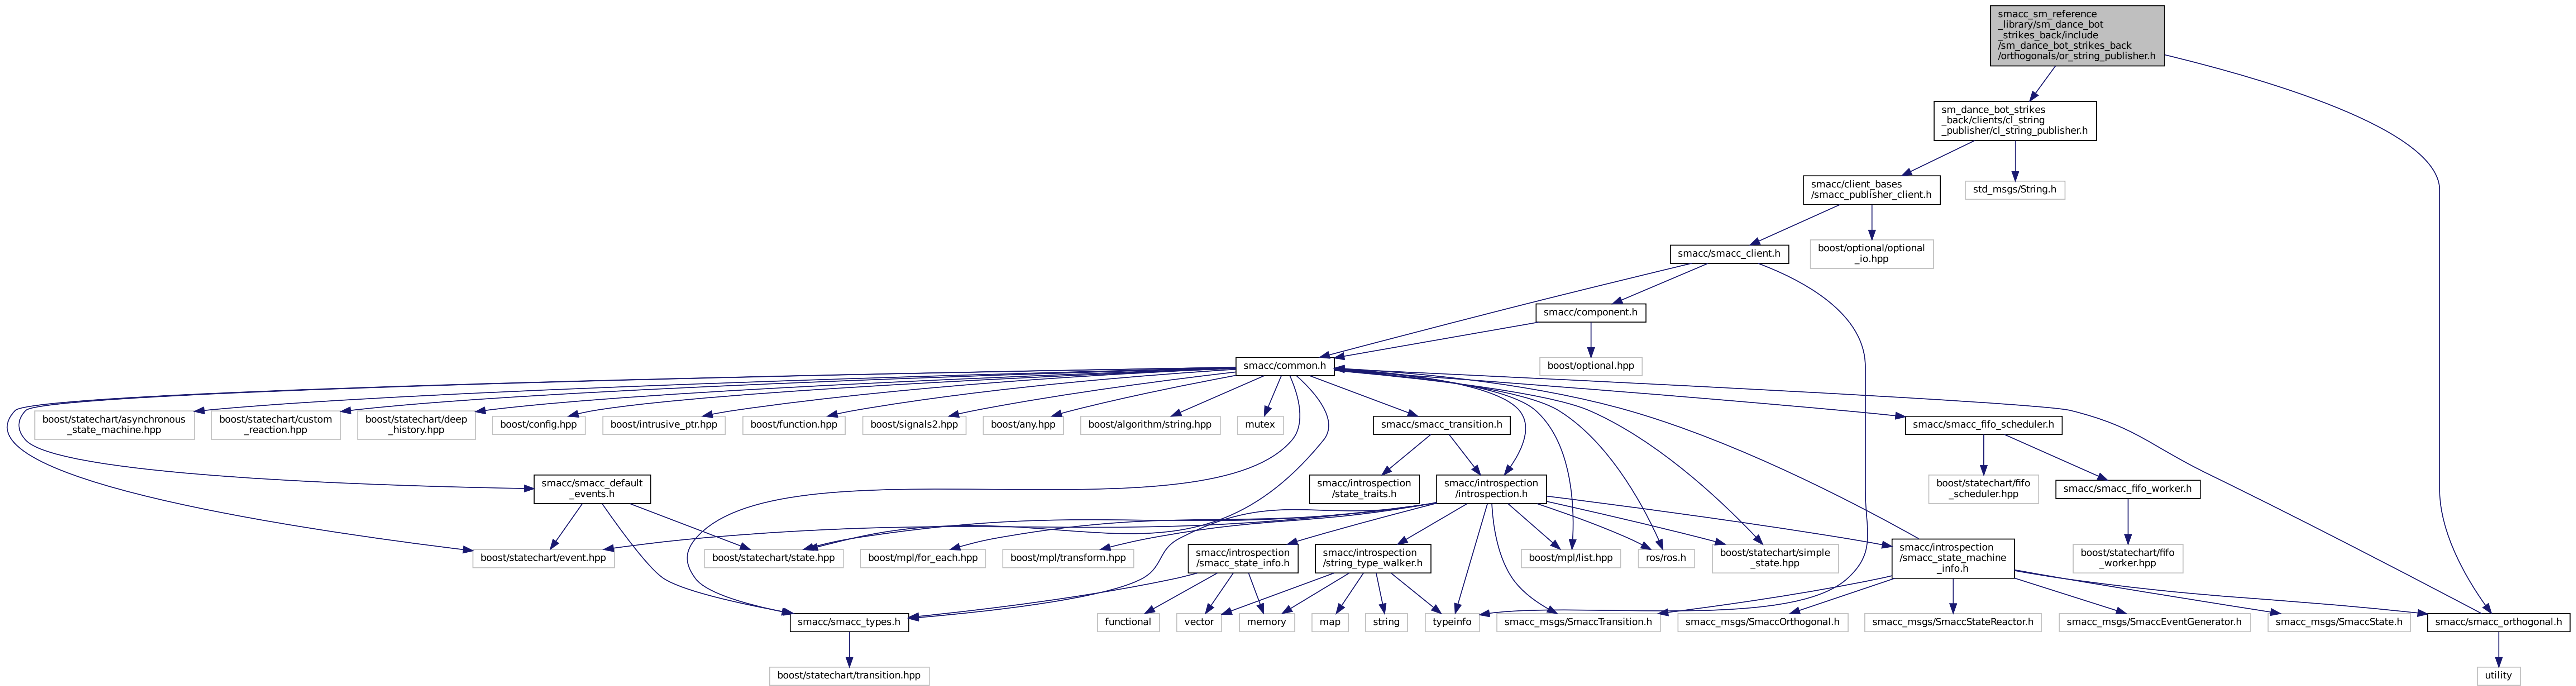 smacc_sm_reference
_library/sm_dance_bot
_strikes_back/include
/sm_dance_bot_strikes_back
/orthogonals/or_string_publisher.h
sm_dance_bot_strikes
_back/clients/cl_string
_publisher/cl_string_publisher.h
smacc/client_bases
/smacc_publisher_client.h
std_msgs/String.h
smacc/smacc_client.h
boost/optional/optional
_io.hpp
smacc/component.h
smacc/common.h
boost/optional.hpp
boost/statechart/asynchronous
_state_machine.hpp
boost/statechart/custom
_reaction.hpp
boost/statechart/deep
_history.hpp
boost/config.hpp
boost/intrusive_ptr.hpp
boost/function.hpp
boost/signals2.hpp
boost/any.hpp
boost/algorithm/string.hpp
mutex
smacc/smacc_transition.h
smacc/smacc_fifo_scheduler.h
smacc/smacc_default
_events.h
smacc/introspection
/state_traits.h
smacc/introspection
/introspection.h
boost/statechart/fifo
_scheduler.hpp
smacc/smacc_fifo_worker.h
boost/statechart/event.hpp
boost/statechart/state.hpp
boost/mpl/for_each.hpp
boost/mpl/transform.hpp
smacc/introspection
/smacc_state_info.h
smacc/introspection
/string_type_walker.h
boost/mpl/list.hpp
ros/ros.h
boost/statechart/simple
_state.hpp
smacc/introspection
/smacc_state_machine
_info.h
boost/statechart/fifo
_worker.hpp
smacc/smacc_types.h
functional
vector
memory
map
string
typeinfo
smacc_msgs/SmaccTransition.h
smacc_msgs/SmaccOrthogonal.h
smacc_msgs/SmaccStateReactor.h
smacc_msgs/SmaccEventGenerator.h
smacc_msgs/SmaccState.h
smacc/smacc_orthogonal.h
boost/statechart/transition.hpp
utility